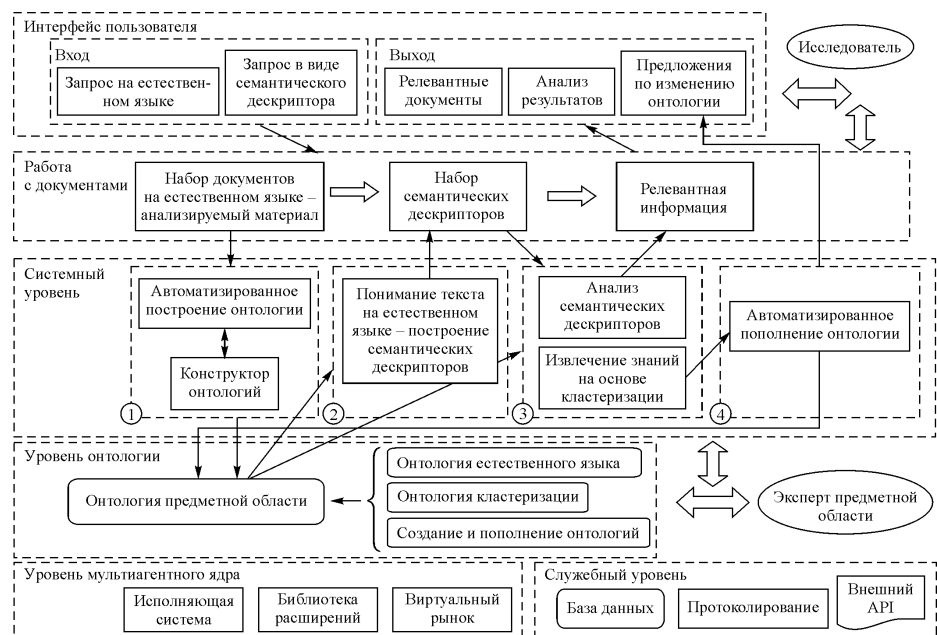 Интерфейс пользователя
Вход
Запрос на естествен-
ном языке
Запрос в виде
семантического
дескриптора
Выход
Релевантные
документы
Анализ
результатов
Предложения
по изменению
онтологии
Исследователь
Работа
с документами
Набор документов
на естественном языке –
анализируемый материал
Набор
семантических
дескрипторов
Релевантная
информация
Системный
уровень
Автоматизированное
построение онтологии
Конструктор
онтологий
1
Понимание текста
на естественном
языке – построение
семантических
дескрипторов
2
Анализ
семантических
дескрипторов
Извлечение знаний
на основе
кластеризации
3
Автоматизированное
пополнение онтологии
4
Уровень онтологии
Онтология предметной области
Онтология естественного языка
Онтология кластеризации
Создание и пополнение онтологий
Эксперт предметной
области
Уровень мультиагентного ядра
Исполняющая
система
Библиотека
расширений
Виртуальный
рынок
Служебный уровень
База данных
Протоколирование
Внешний
API